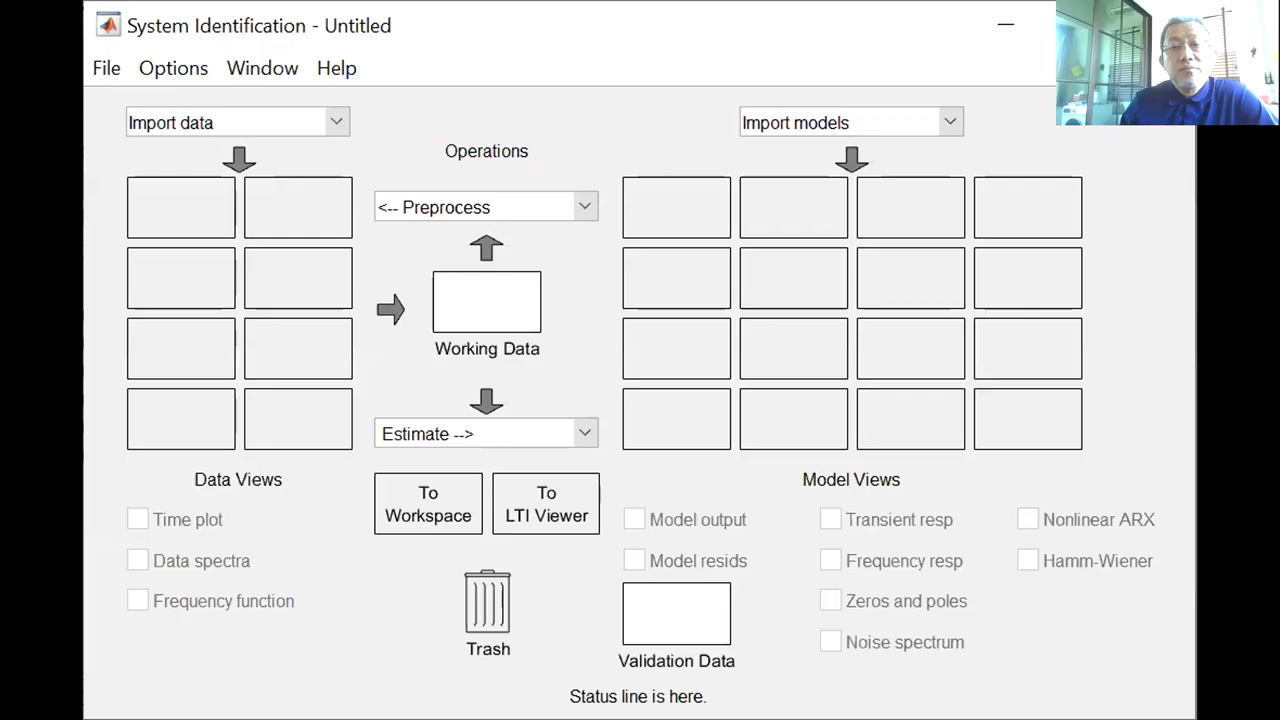 System Identification - Untitled
File Options Window Help
Import data
Import models
Operations
<-- Preprocess
Working Data
Estimate -->
Data Views
Model Views
To
Workspace
To
LTI Viewer
Time plot
Data spectra
Frequency function
Model output
Model resids
Transient resp
Frequency resp
Zeros and poles
Noise spectrum
Nonlinear ARX
Hamm-Wiener
Trash
Validation Data
Status line is here.